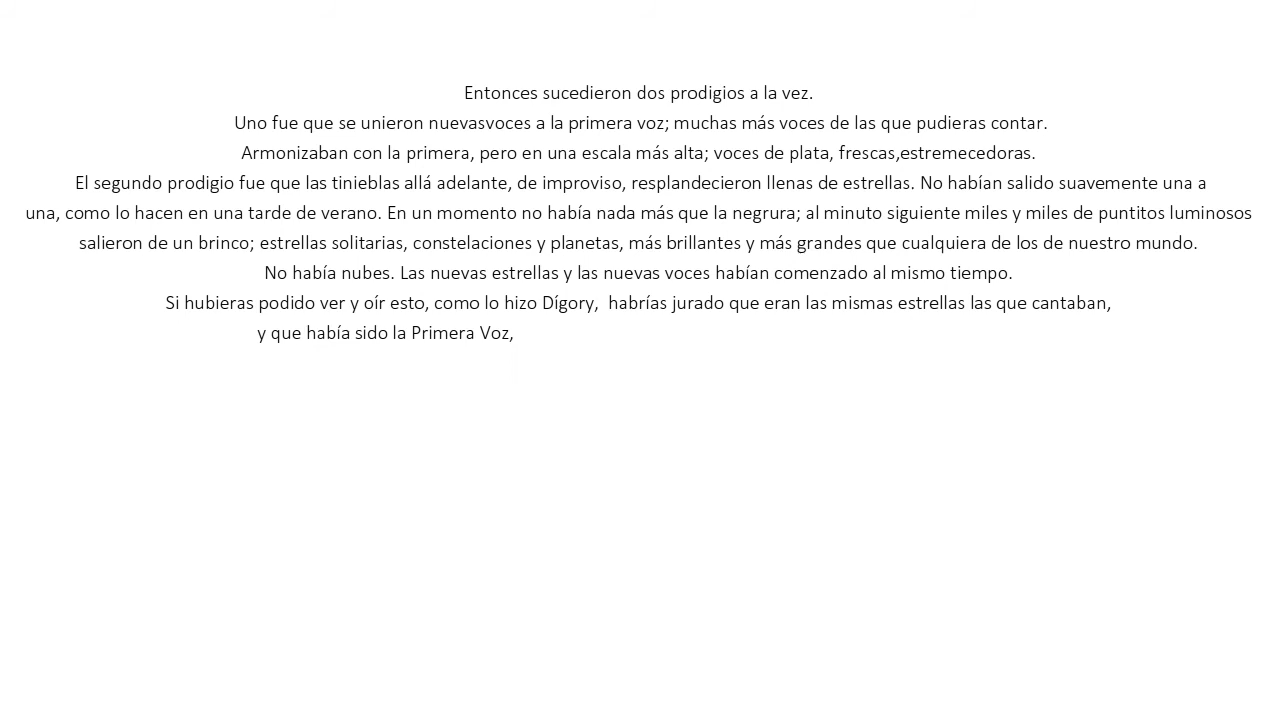 Entonces sucedieron dos prodigios a la vez.
Uno fue que se unieron nuevasvoces a la primera voz; muchas más voces de las que pudieras contar.
Armonizaban con la primera, pero en una escala más alta; voces de plata, frescas,estremecedoras.
El segundo prodigio fue que las tinieblas allá adelante, de improviso, resplandecieron llenas de estrellas. No habían salido suavemente una a
una, como lo hacen en una tarde de verano. En un momento no había nada más que la negrura; al minuto siguiente miles y miles de puntitos luminosos
salieron de un brinco; estrellas solitarias, constelaciones y planetas, más brillantes y más grandes que cualquiera de los de nuestro mundo.
No había nubes. Las nuevas estrellas y las nuevas voces habían comenzado al mismo tiempo.
Si hubieras podido ver y oír esto, como lo hizo Dígory,  habrías jurado que eran las mismas estrellas las que cantaban,
y que había sido la Primera Voz,